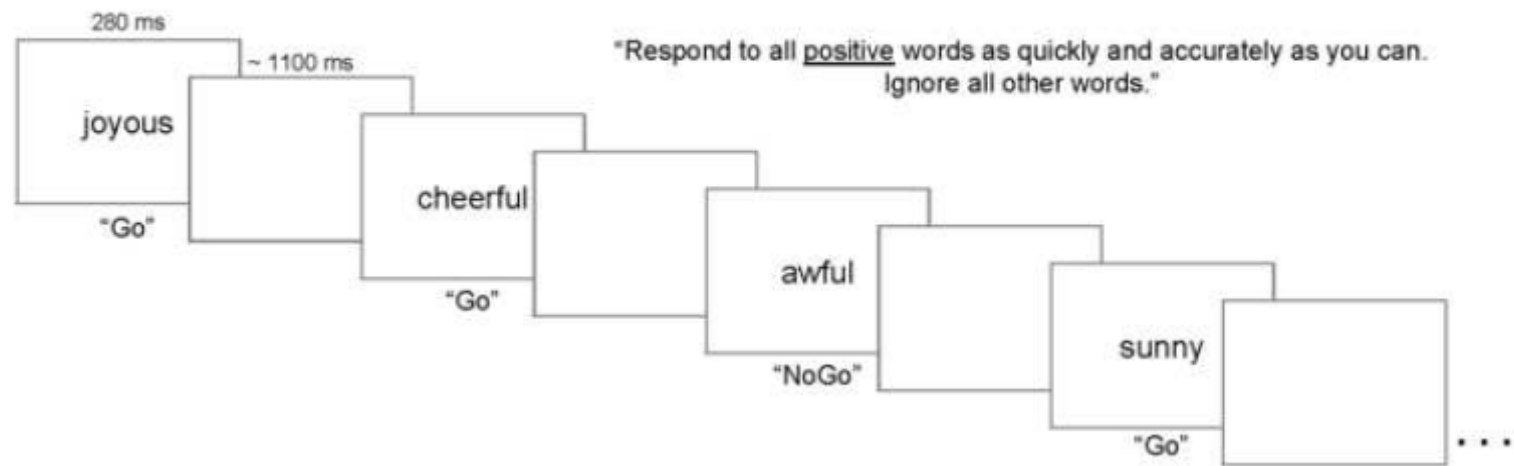 280 ms
~ 1100 ms
"Respond to all positive words as quickly and accurately as you can.
Ignore all other words."
joyous
"Go"
cheerful
"Go"
awful
"NoGo"
sunny
"Go"
...